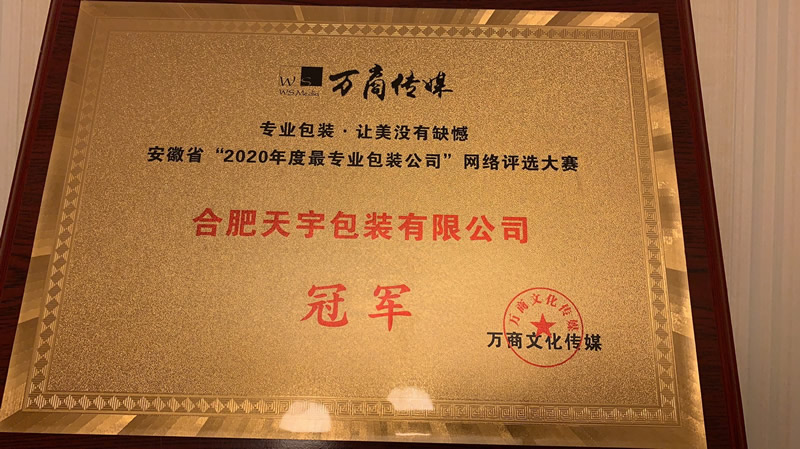 WS
WS Media 万商传媒
专业包装·让美没有缺憾
安徽省“2020年度最专业包装公司”网络评选大赛
合肥天宇包装有限公司
冠军
万商文化传媒
万商文化传媒